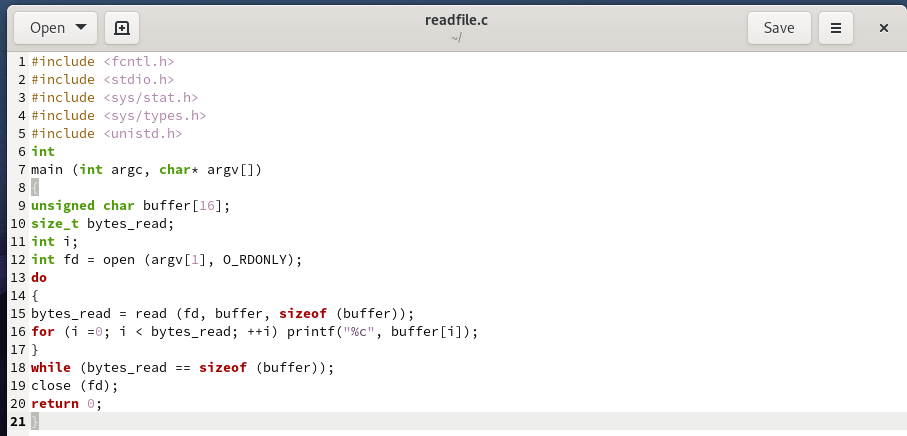 Open
readfile.c
~/
Save
1 #include <fcntl.h>
2 #include <stdio.h>
3 #include <sys/stat.h>
4 #include <sys/types.h>
5 #include <unistd.h>
6 int
7 main (int argc, char* argv[])
8 {
9 unsigned char buffer[16];
10 size_t bytes_read;
11 int i;
12 int fd = open (argv[1], O_RDONLY);
13 do
14 {
15 bytes_read = read (fd, buffer, sizeof (buffer));
16 for (i =0; i < bytes_read; ++i) printf("%c", buffer[i]);
17 }
18 while (bytes_read == sizeof (buffer));
19 close (fd);
20 return 0;
21 }